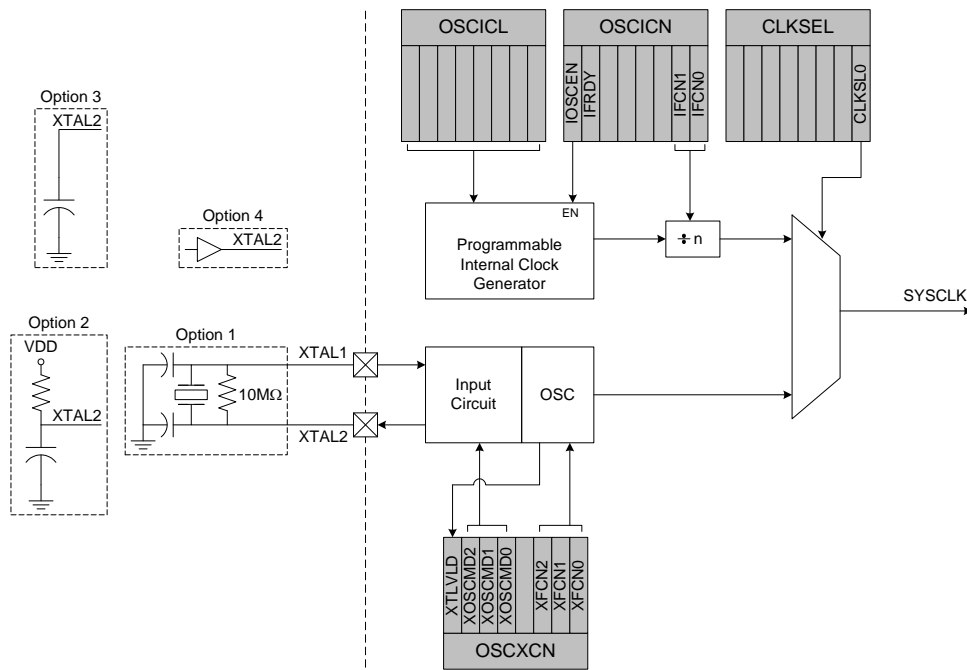 OSCICL
OSCICN
CLKSEL
IOSCEN
IFRDY
IFCN1
IFCN0
CLKSL0
Option 3
XTAL2
Option 4
XTAL2
EN
Programmable
Internal Clock
Generator
÷ n
SYSCLK
Option 2
VDD
XTAL2
Option 1
10MΩ
XTAL1
XTAL2
Input
Circuit
OSC
XTLVLD
XOSCMD2
XOSCMD1
XOSCMD0
XFCN2
XFCN1
XFCN0
OSCXCN